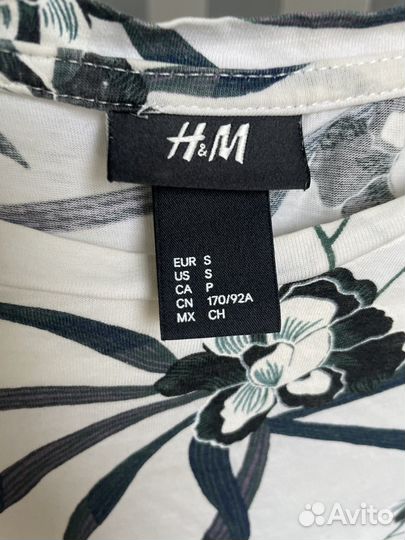 H&M
EUR S
US S
CA P
CN 170/92A
MX CH
Avito